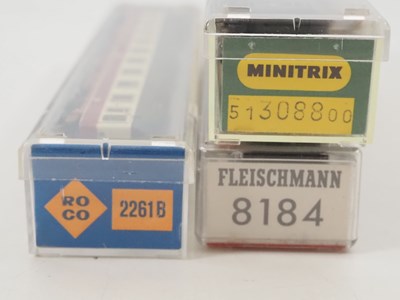 MINITRIX
51308800
RO
CO
2261B
FLEISCHMANN
8184